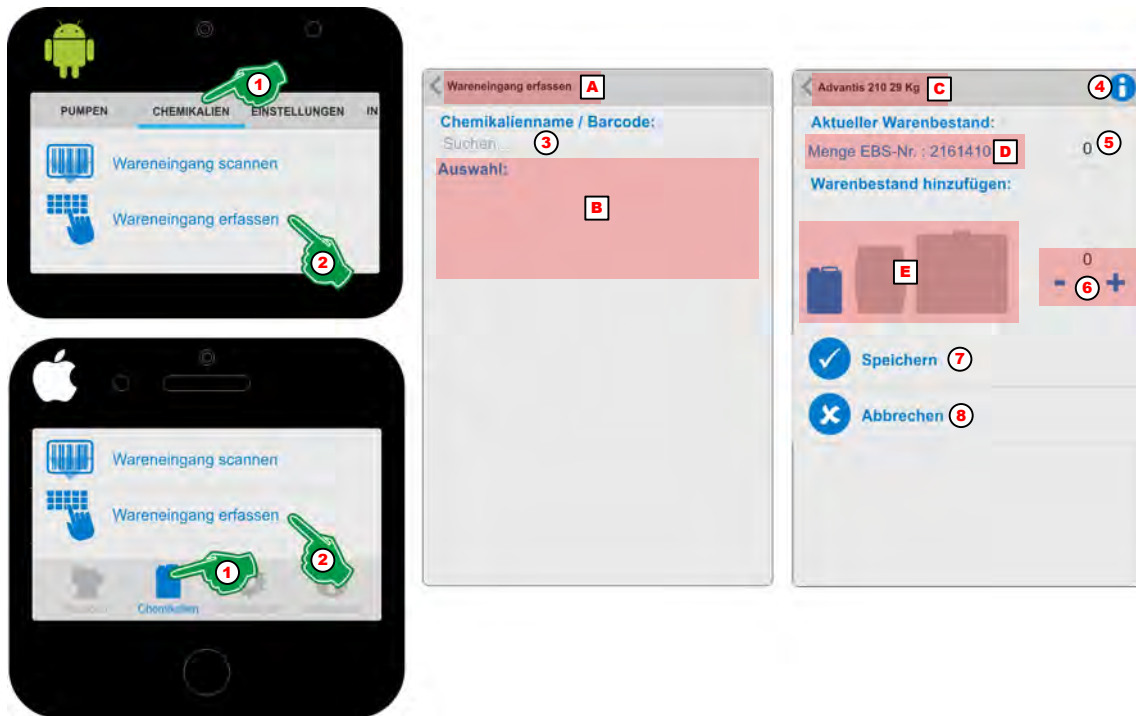 1
PUMPEN CHEMIKALIEN EINSTELLUNGEN IN
Wareneingang scannen
Wareneingang erfassen
2
Wareneingang scannen
Wareneingang erfassen
2
1
Chemikalien
Wareneingang erfassen A
Chemikalienname / Barcode:
Suchen... 3
Auswahl:
B
Advantis 210 29 Kg C 4
Aktueller Warenbestand:
Menge EBS-Nr. : 2161410 D 0 5
Warenbestand hinzufügen:
E
0
- 6 +
Speichern 7
Abbrechen 8